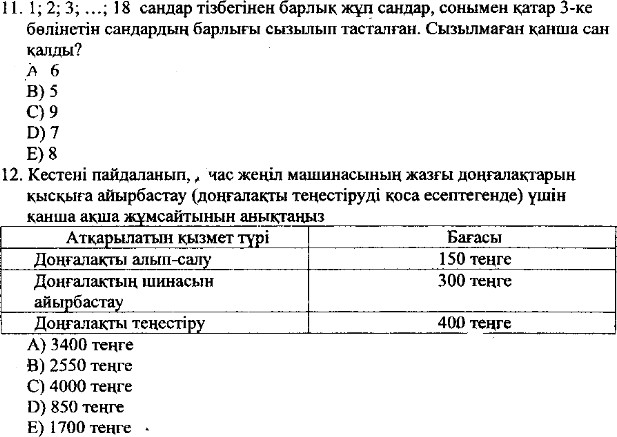 11. 1; 2; 3; ...; 18 сандар тізбегінен барлық жұп сандар, сонымен қатар 3-ке
бөлінетін сандардың барлығы сызылып тасталған. Сызылмаған қанша сан
қалды?
A 6
B) 5
C) 9
D) 7
E) 8
12. Кестені пайдаланып, , час жеңіл машинасының жазғы доңғалақтарын
қысқыға айырбастау (доңғалақты теңестіруді қоса есептегенде) үшін
қанша ақша жұмсайтынын анықтаңыз
Атқарылатын қызмет түрі Бағасы
Доңғалақты алып-салу 150 теңге
Доңғалақтың шинасын 300 теңге
айырбастау
Доңғалақты теңестіру 400 теңге
A) 3400 теңге
B) 2550 теңге
C) 4000 теңге
D) 850 теңге
E) 1700 теңге